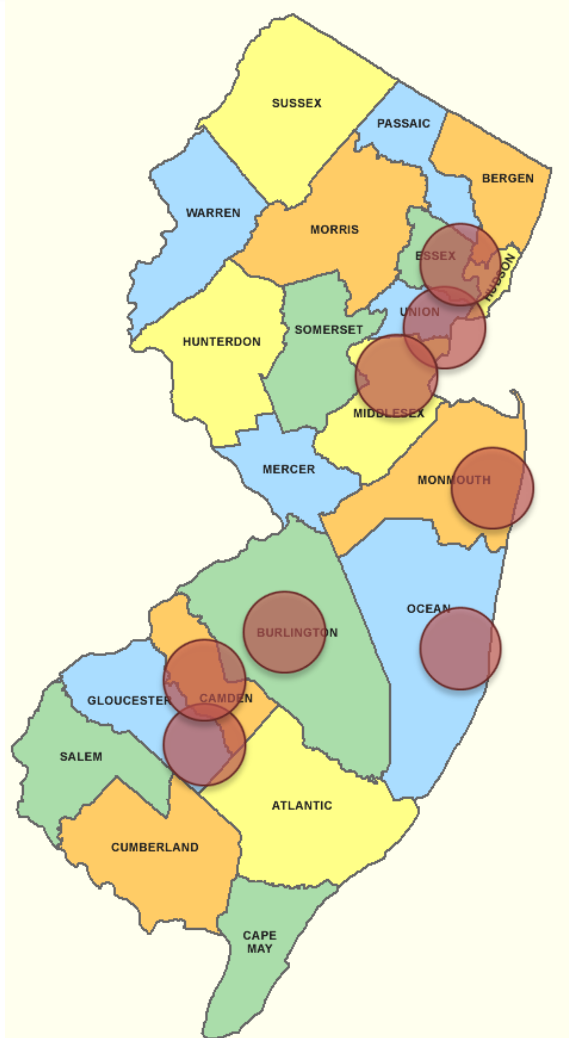 SUSSEX
PASSAIC
BERGEN
WARREN
MORRIS
ESSEX
HUDSON
UNION
SOMERSET
HUNTERDON
MIDDLESEX
MERCER
MONMOUTH
OCEAN
BURLINGTON
CAMDEN
GLOUCESTER
SALEM
ATLANTIC
CUMBERLAND
CAPE
MAY